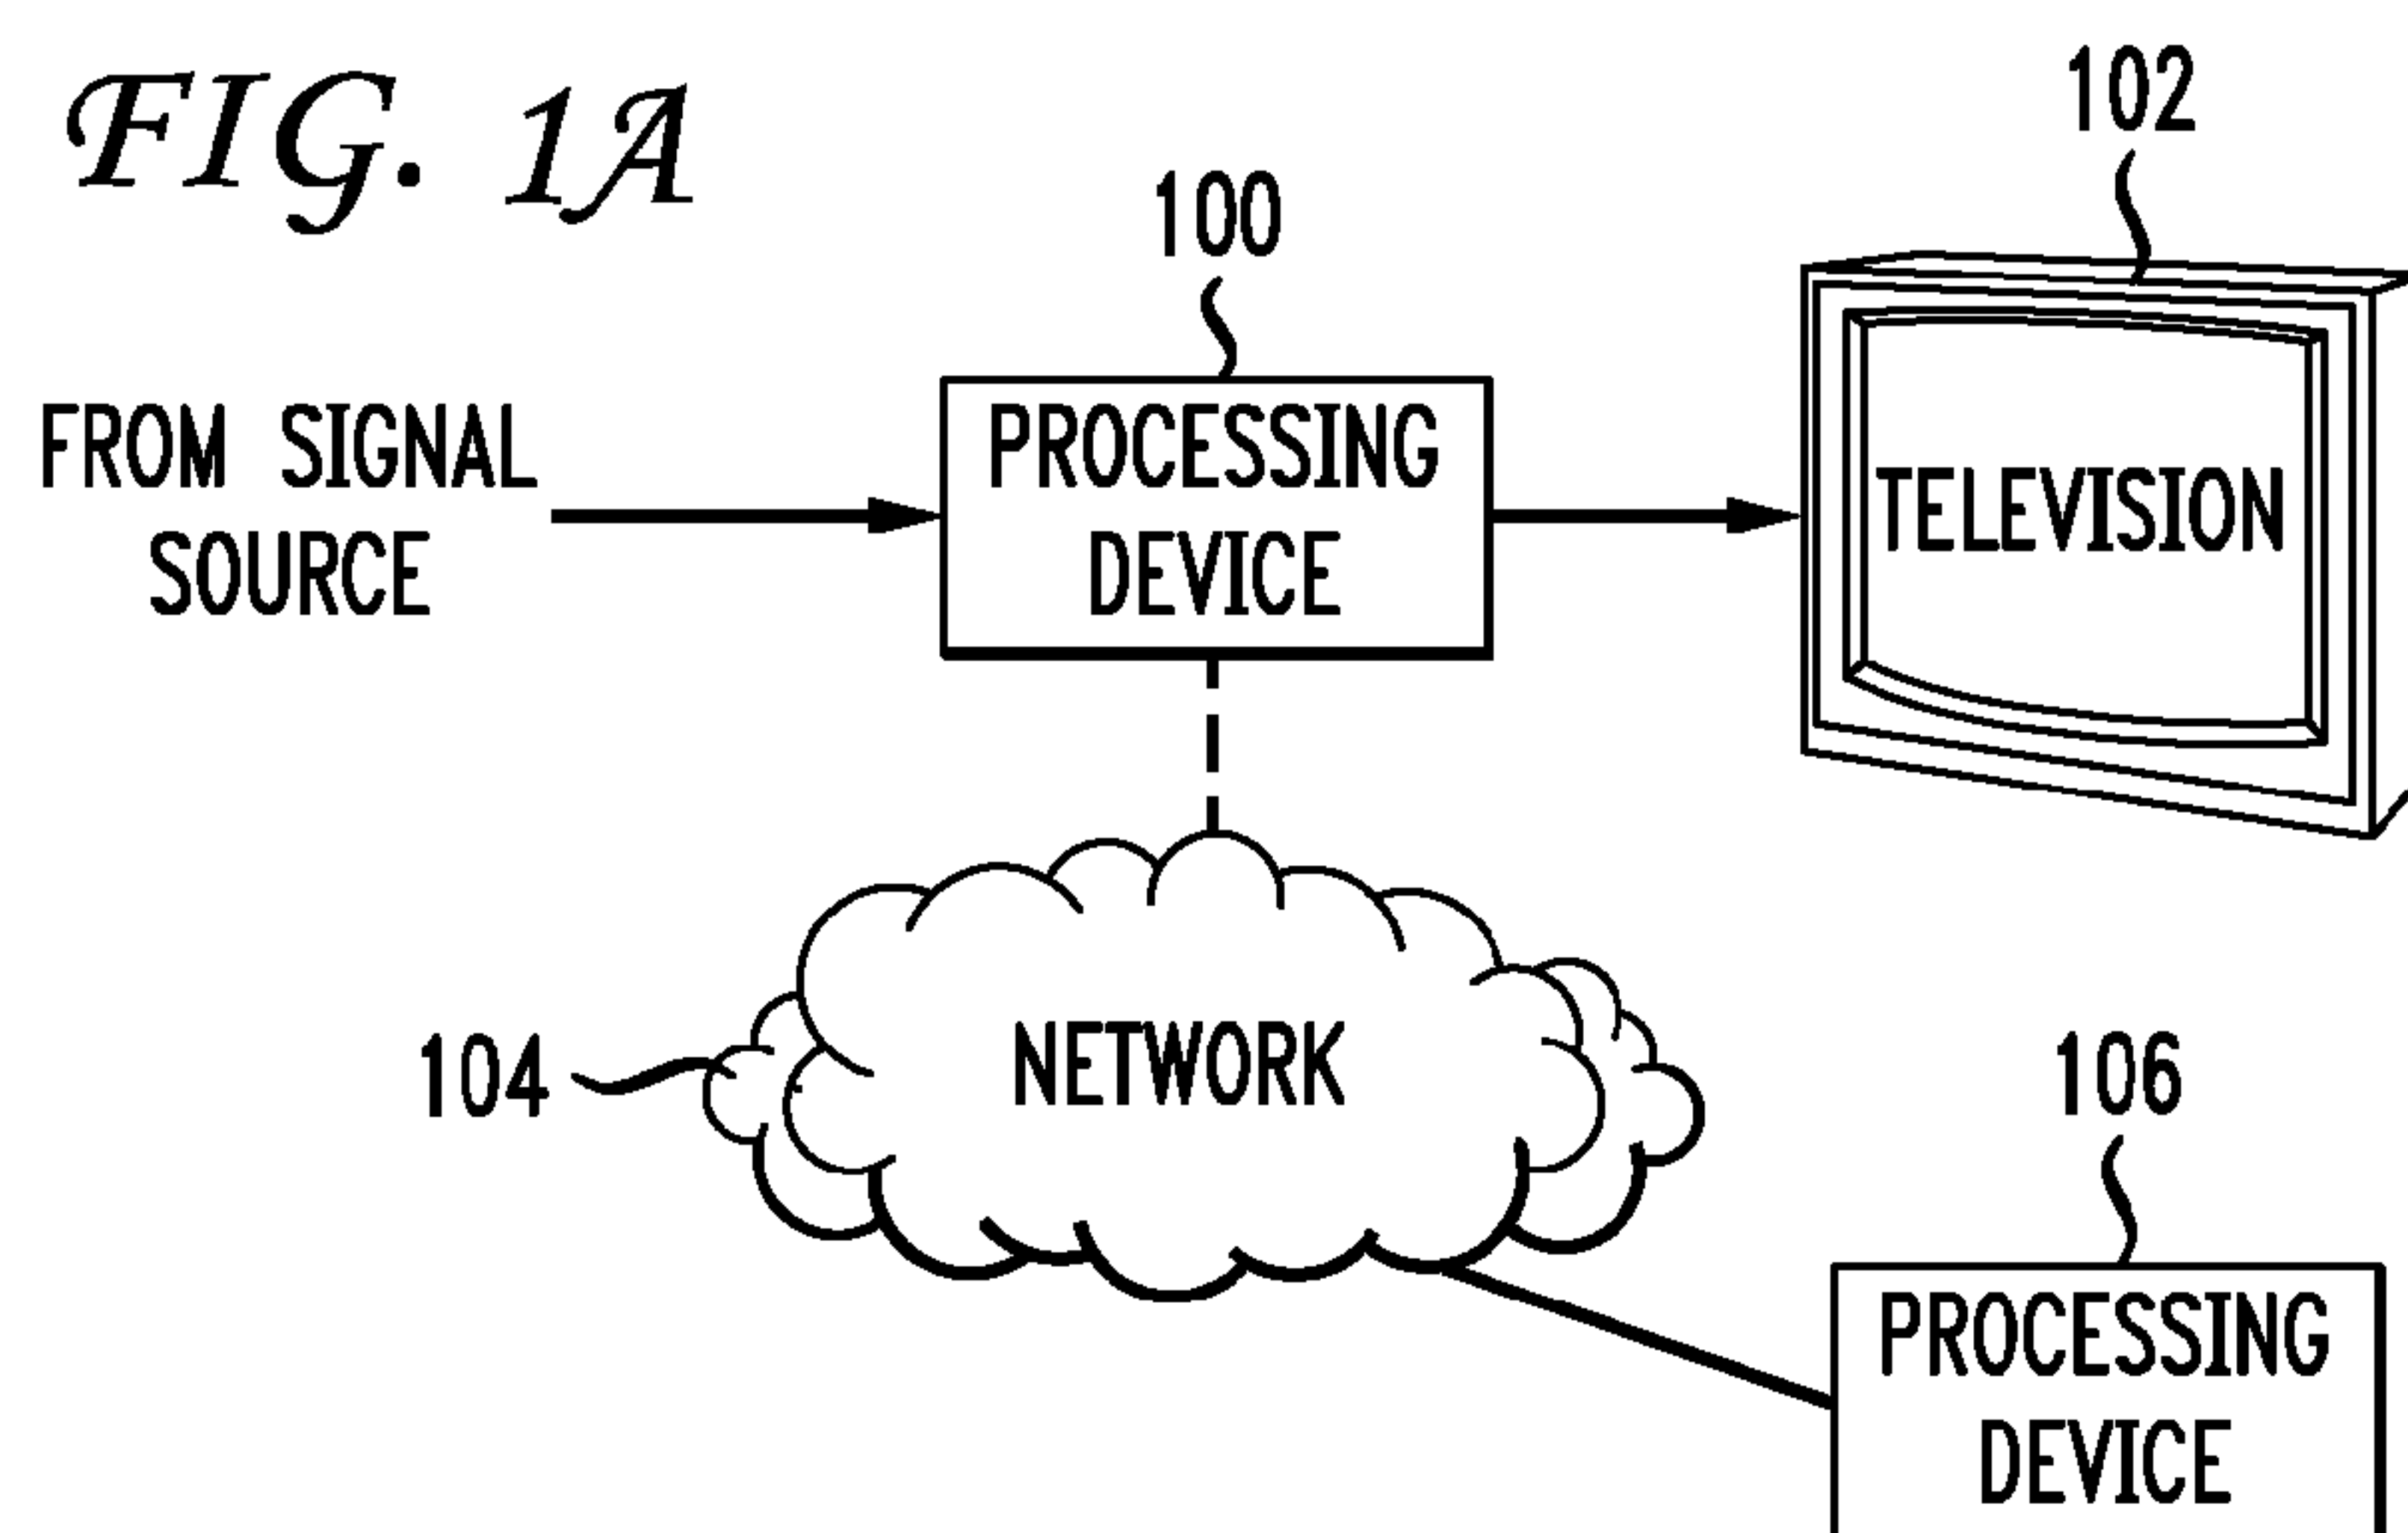 FIG. 1A
102
100
FROM SIGNAL
SOURCE
PROCESSING
DEVICE
TELEVISION
104
NETWORK
106
PROCESSING
DEVICE